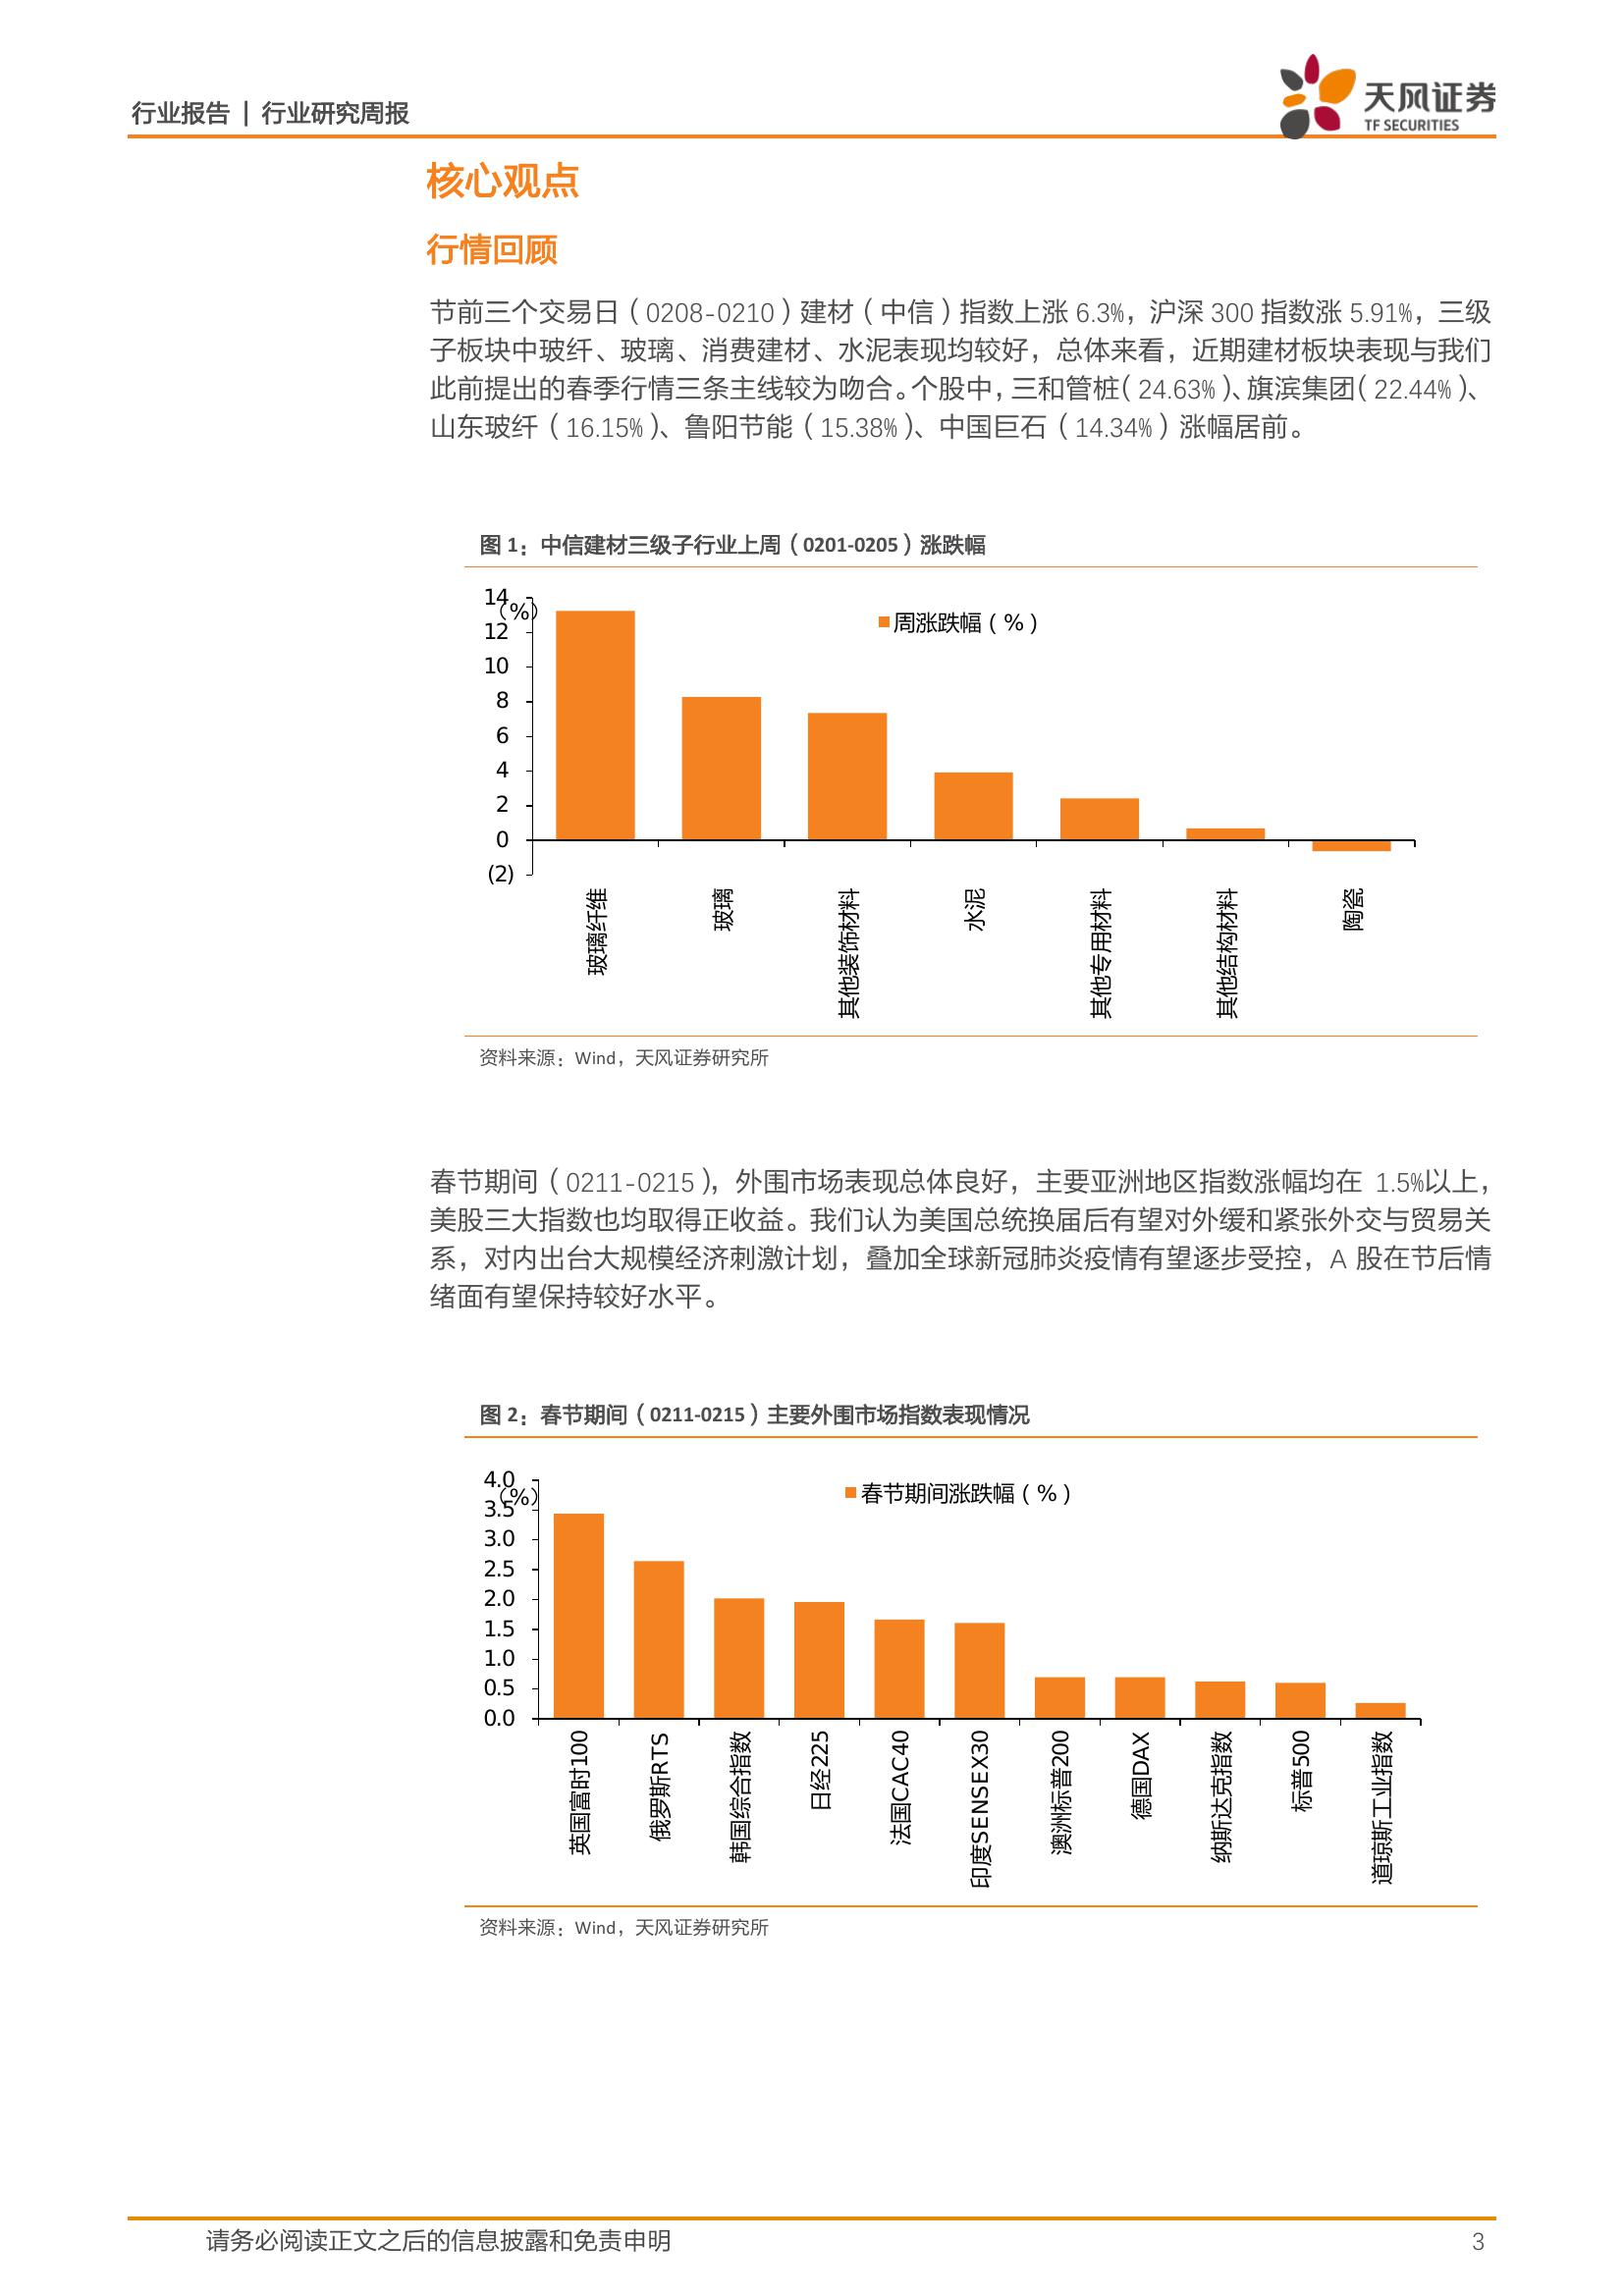 行业报告 | 行业研究周报
天风证券
TF SECURITIES
核心观点
行情回顾
节前三个交易日（0208-0210）建材（中信）指数上涨 6.3%，沪深 300 指数涨 5.91%，三级
子板块中玻纤、玻璃、消费建材、水泥表现均较好，总体来看，近期建材板块表现与我们
此前提出的春季行情三条主线较为吻合。个股中，三和管桩（24.63%）、旗滨集团（22.44%）、
山东玻纤（16.15%）、鲁阳节能（15.38%）、中国巨石（14.34%）涨幅居前。
图 1：中信建材三级子行业上周（0201-0205）涨跌幅
(%)
周涨跌幅（%）
14
12
10
8
6
4
2
0
(2)
玻璃纤维
玻璃
其他装饰材料
水泥
其他专用材料
其他结构材料
陶瓷
资料来源：Wind，天风证券研究所
春节期间（0211-0215），外围市场表现总体良好，主要亚洲地区指数涨幅均在 1.5%以上，
美股三大指数也均取得正收益。我们认为美国总统换届后有望对外缓和紧张外交与贸易关
系，对内出台大规模经济刺激计划，叠加全球新冠肺炎疫情有望逐步受控，A 股在节后情
绪面有望保持较好水平。
图 2：春节期间（0211-0215）主要外围市场指数表现情况
(%)
春节期间涨跌幅（%）
4.0
3.5
3.0
2.5
2.0
1.5
1.0
0.5
0.0
英国富时100
俄罗斯RTS
韩国综合指数
日经225
法国CAC40
印度SENSEX30
澳洲标普200
德国DAX
纳斯达克指数
标普500
道琼斯工业指数
资料来源：Wind，天风证券研究所
请务必阅读正文之后的信息披露和免责申明
3